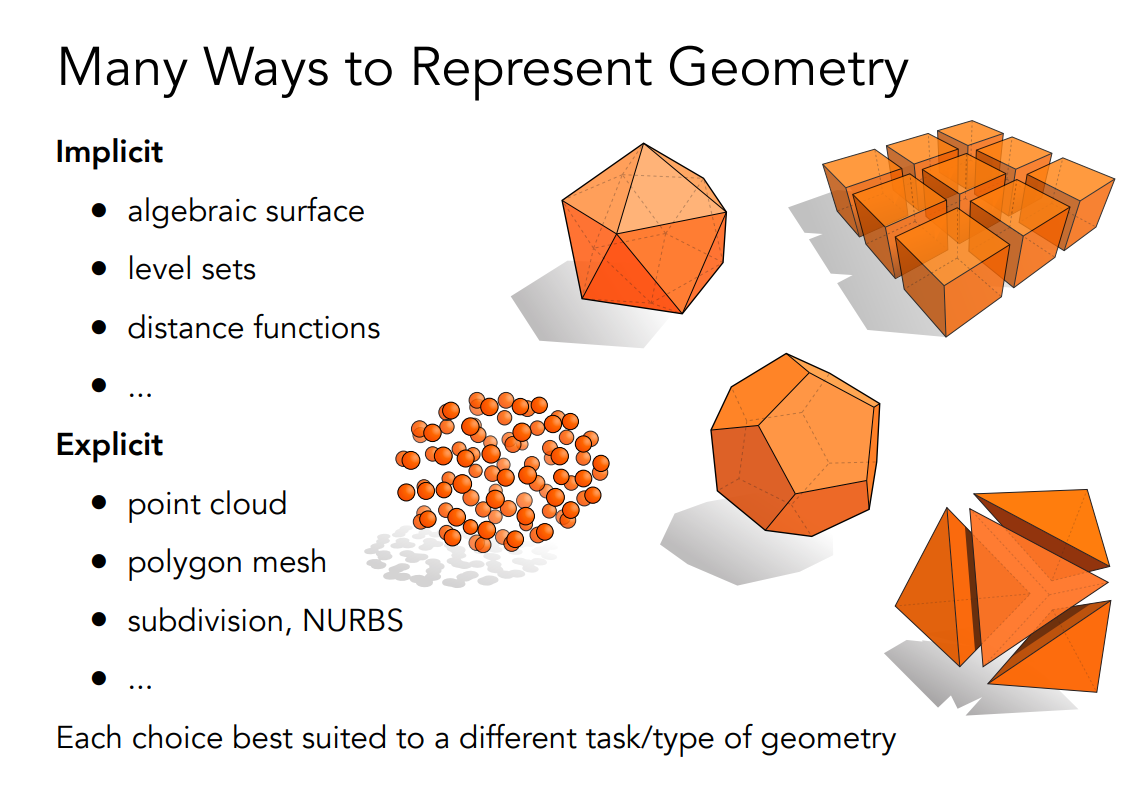 Many Ways to Represent Geometry
Implicit
● algebraic surface
● level sets
● distance functions
● ...
Explicit
● point cloud
● polygon mesh
● subdivision, NURBS
● ...
Each choice best suited to a different task/type of geometry